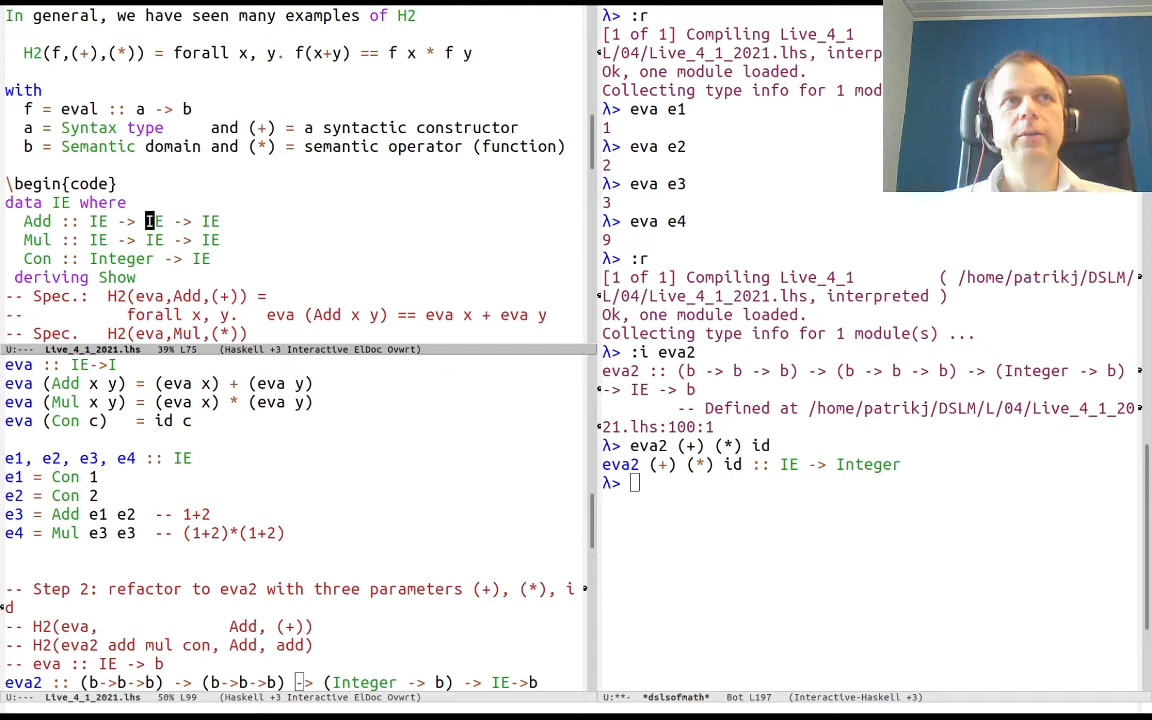 In general, we have seen many examples of H2
H2(f,(+),(*)) = forall x, y. f(x+y) == f x * f y
with
f = eval :: a -> b
a = Syntax type and (+) = a syntactic constructor
b = Semantic domain and (*) = semantic operator (function)
\begin{code}
data IE where
Add :: IE -> IE -> IE
Mul :: IE -> IE -> IE
Con :: Integer -> IE
deriving Show
-- Spec.: H2(eva,Add,(+)) =
-- forall x, y. eva (Add x y) == eva x + eva y
-- Spec. H2(eva,Mul,(*))
U:--- Live_4_1_2021.lhs 39% L75 (Haskell +3 Interactive ElDoc Ovwrt)
eva :: IE->I
eva (Add x y) = (eva x) + (eva y)
eva (Mul x y) = (eva x) * (eva y)
eva (Con c) = id c
e1, e2, e3, e4 :: IE
e1 = Con 1
e2 = Con 2
e3 = Add e1 e2 -- 1+2
e4 = Mul e3 e3 -- (1+2)*(1+2)
-- Step 2: refactor to eva2 with three parameters (+), (*), i
d
-- H2(eva, Add, (+))
-- H2(eva2 add mul con, Add, add)
-- eva :: IE -> b
eva2 :: (b->b->b) -> (b->b->b) -> (Integer -> b) -> IE->b
U:--- Live_4_1_2021.lhs 50% L99 (Haskell +3 Interactive ElDoc Ovwrt)
λ> :r
[1 of 1] Compiling Live_4_1
L/04/Live_4_1_2021.lhs, interp
Ok, one module loaded.
Collecting type info for 1 mod
λ> eva e1
1
λ> eva e2
2
λ> eva e3
3
λ> eva e4
9
λ> :r
[1 of 1] Compiling Live_4_1 ( /home/patrikj/DSLM/
L/04/Live_4_1_2021.lhs, interpreted )
Ok, one module loaded.
Collecting type info for 1 module(s) ...
λ> :i eva2
eva2 :: (b -> b -> b) -> (b -> b -> b) -> (Integer -> b)
-> IE -> b
-- Defined at /home/patrikj/DSLM/L/04/Live_4_1_20
21.lhs:100:1
λ> eva2 (+) (*) id
eva2 (+) (*) id :: IE -> Integer
λ>
U:**- *dslsofmath* Bot L197 (Interactive-Haskell +3)